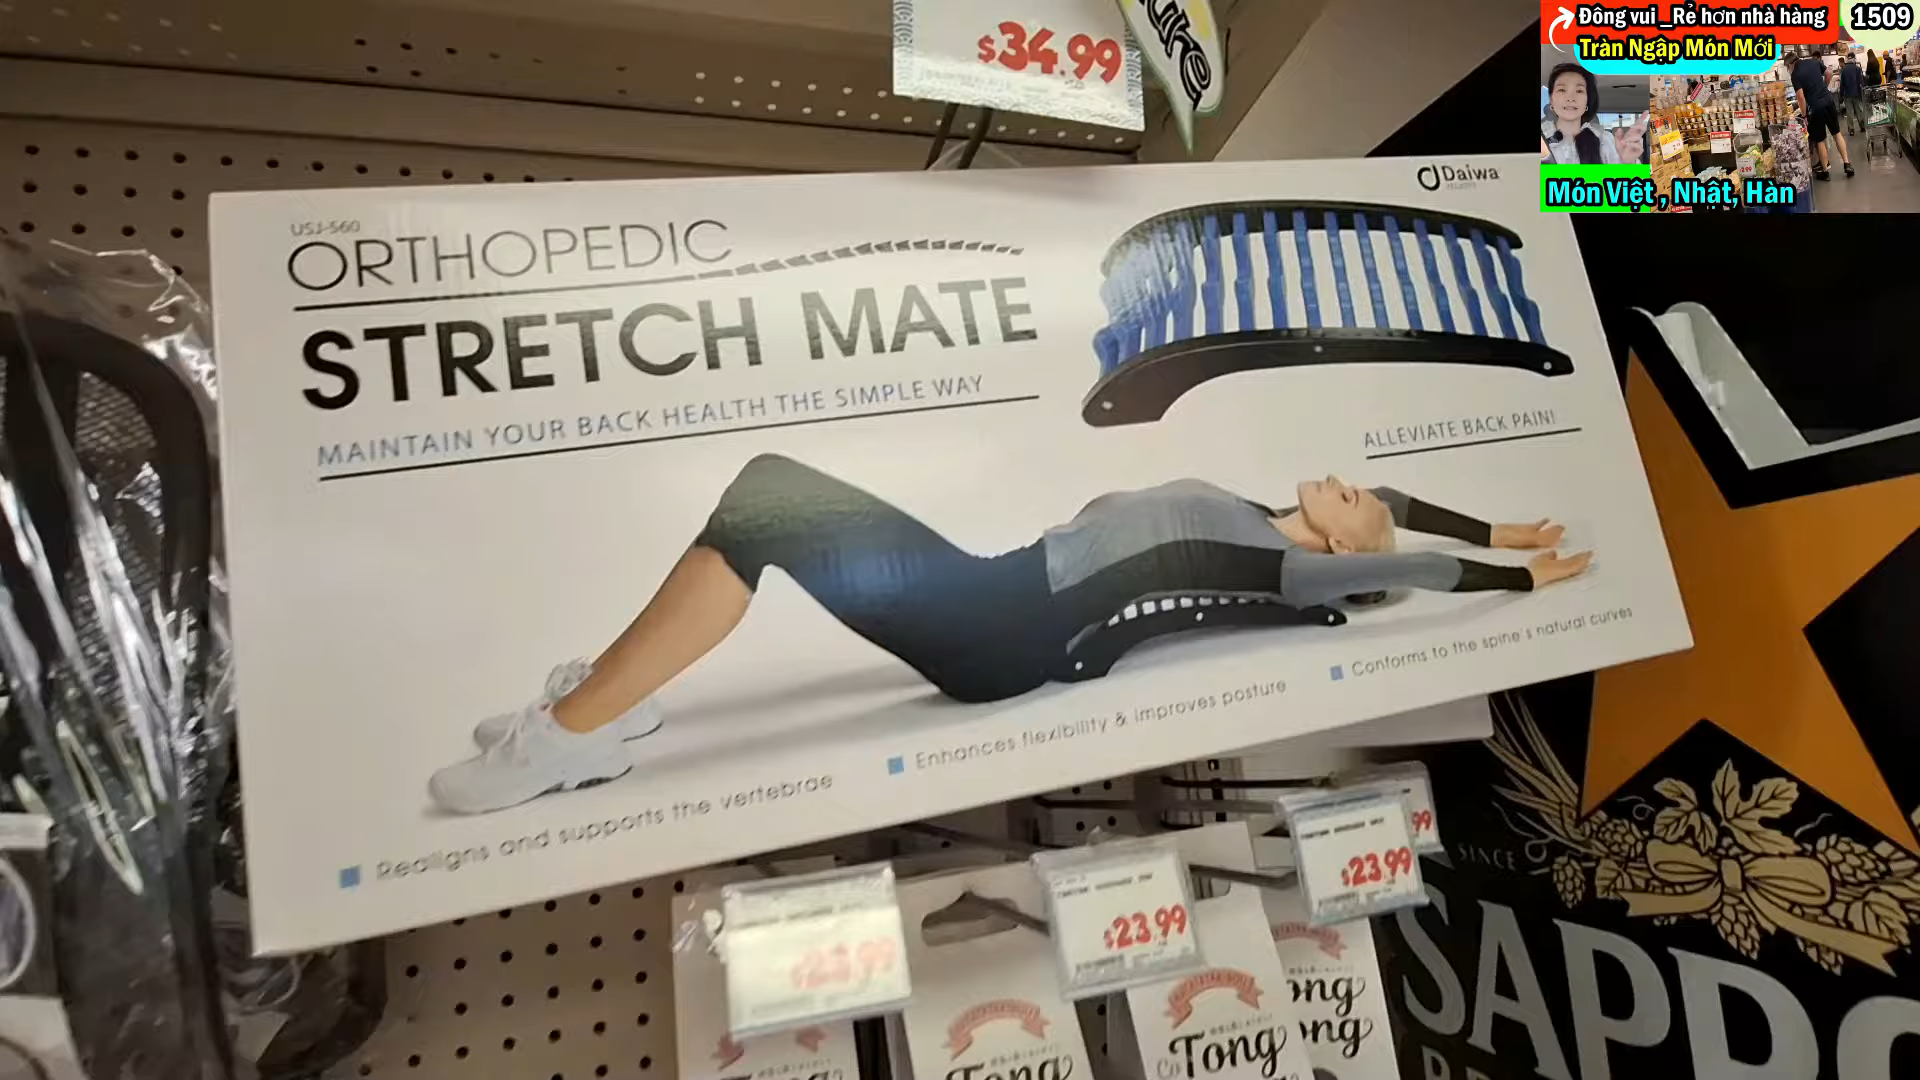 $34.99
Đông vui _Rẻ hơn nhà hàng
1509
Tràn Ngập Món Mới
Món Việt , Nhật, Hàn
Daiwa
USJ-560
ORTHOPEDIC
STRETCH MATE
MAINTAIN YOUR BACK HEALTH THE SIMPLE WAY
ALLEVIATE BACK PAIN!
Realigns and supports the vertebrae
Enhances flexibility & improves posture
Conforms to the spine's natural curves
$23.99
$23.99
$23.99
99
SINCE
Tong
Tong
ong
ong
SAPPO